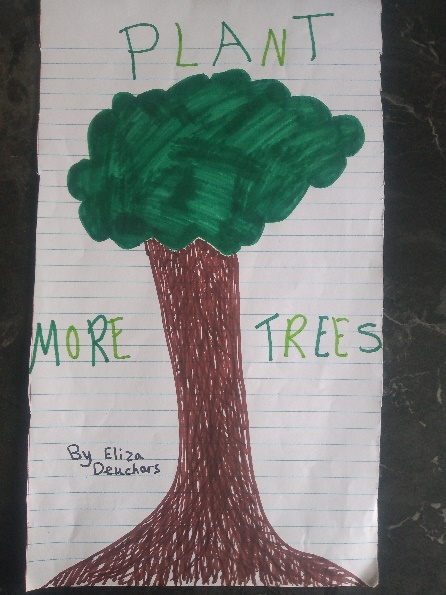 PLANT
MORE TREES
By Eliza
Deuchars